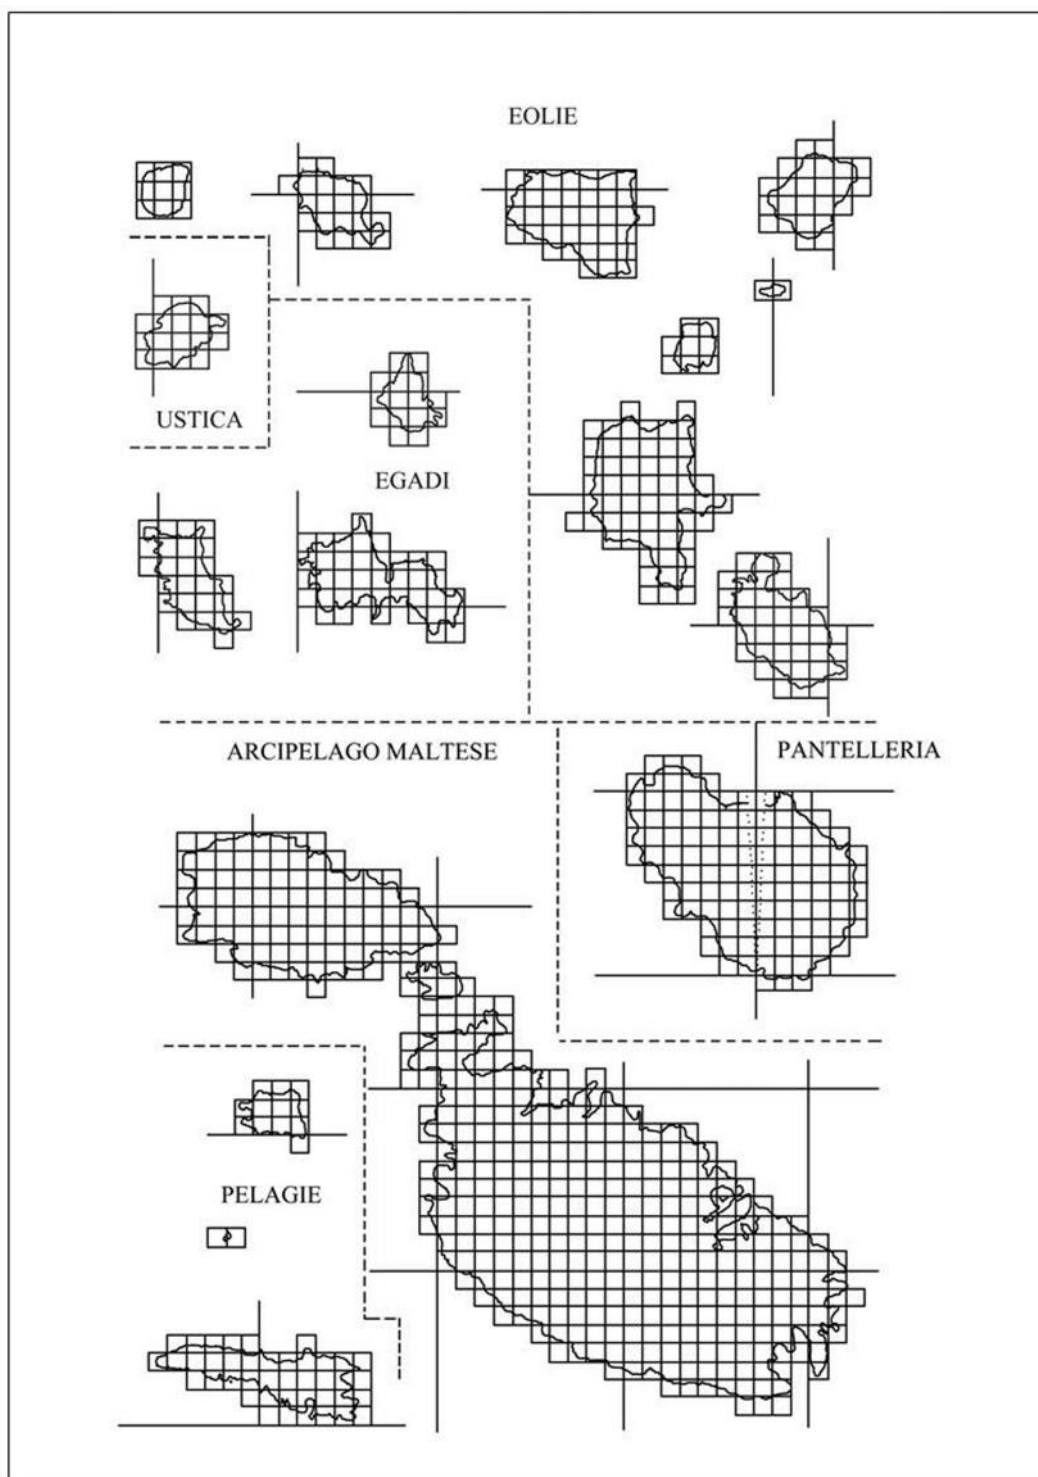 EOLIE
USTICA
EGADI
ARCIPELAGO MALTESE
PANTELLERIA
PELAGIE